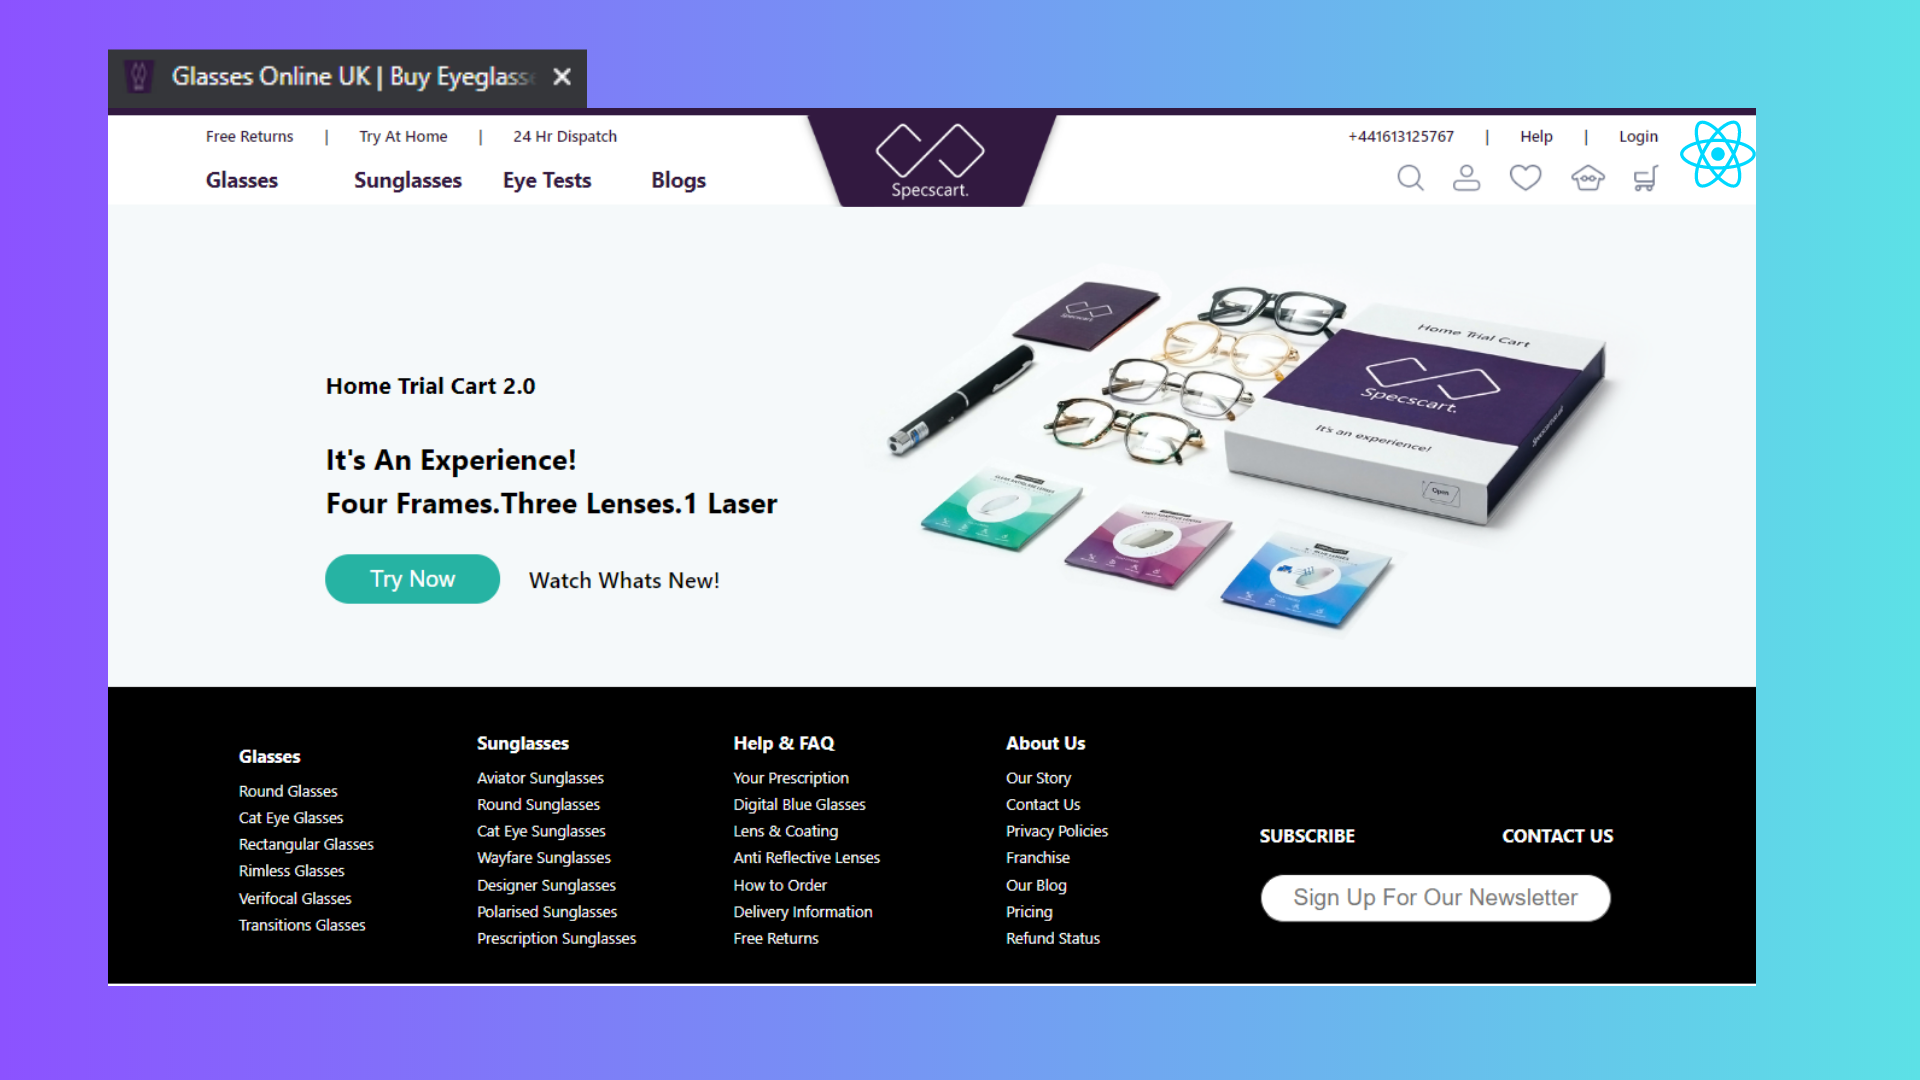 Glasses Online UK | Buy Eyeglass
Free Returns | Try At Home | 24 Hr Dispatch
+441613125767 | Help | Login
Glasses Sunglasses Eye Tests Blogs
Specscart.
Home Trial Cart 2.0
It's An Experience!
Four Frames.Three Lenses.1 Laser
Try Now
Watch Whats New!
Specscart.
Home Trial Cart
Specscart.
It's an experience!
Open
Glasses
Round Glasses
Cat Eye Glasses
Rectangular Glasses
Rimless Glasses
Verifocal Glasses
Transitions Glasses
Sunglasses
Aviator Sunglasses
Round Sunglasses
Cat Eye Sunglasses
Wayfare Sunglasses
Designer Sunglasses
Polarised Sunglasses
Prescription Sunglasses
Help & FAQ
Your Prescription
Digital Blue Glasses
Lens & Coating
Anti Reflective Lenses
How to Order
Delivery Information
Free Returns
About Us
Our Story
Contact Us
Privacy Policies
Franchise
Our Blog
Pricing
Refund Status
SUBSCRIBE
CONTACT US
Sign Up For Our Newsletter